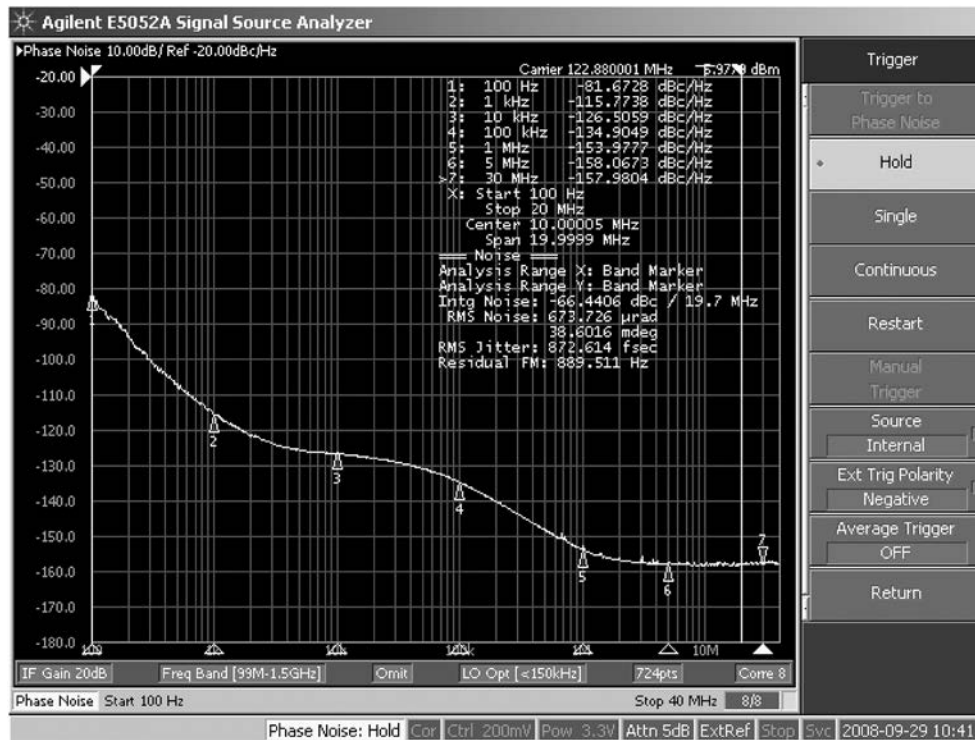 Agilent E5052A Signal Source Analyzer
Phase Noise 10.00dB/ Ref -20.00dBc/Hz
Carrier 122.880001 MHz dBm
1: 100 Hz -81.6728 dBc/Hz
2: 1 kHz -115.7738 dBc/Hz
3: 10 kHz -126.5059 dBc/Hz
4: 100 kHz -134.9049 dBc/Hz
5: 1 MHz -153.9777 dBc/Hz
6: 5 MHz -158.0673 dBc/Hz
>7: 30 MHz -157.9804 dBc/Hz
X: Start 100 Hz
Stop 20 MHz
Center 10.00005 MHz
Span 19.9999 MHz
Noise
Analysis Range X: Band Marker
Analysis Range Y: Band Marker
Intg Noise: -66.4406 dBc / 19.7 MHz
RMS Noise: 673.726 µrad
38.6016 mdeg
RMS Jitter: 872.614 fsec
Residual FM: 889.511 Hz
-20.00
-30.00
-40.00
-50.00
-60.00
-70.00
-80.00
-90.00
-100.0
-110.0
-120.0
-130.0
-140.0
-150.0
-160.0
-170.0
-180.0
1
2
3
4
5
6
7
10M
IF Gain 20dB
Freq Band [99M-1.5GHz]
Omit
LO Opt [<150kHz]
724pts
Corre 8
Phase Noise Start 100 Hz
Stop 40 MHz
8/8
Phase Noise: Hold
Cor
Ctrl 200mV
Pow 3.3V
Attn 5dB
ExtRef
Stop
Svc
2008-09-29 10:41
Trigger
Trigger to
Phase Noise
Hold
Single
Continuous
Restart
Manual
Trigger
Source
Internal
Ext Trig Polarity
Negative
Average Trigger
OFF
Return